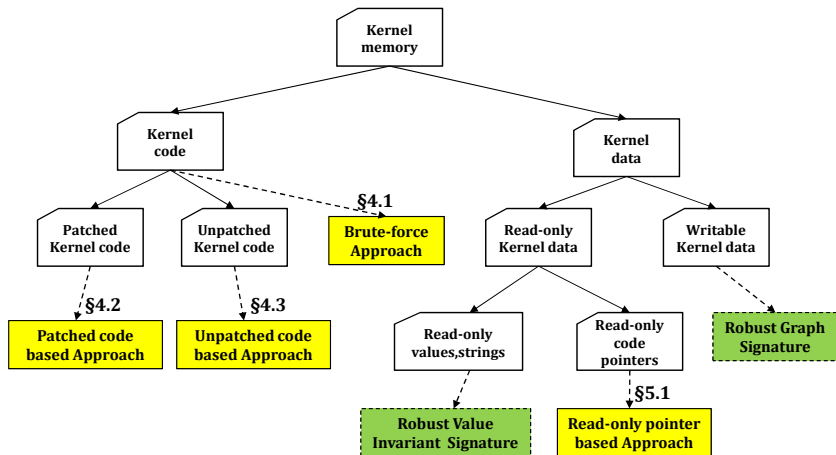 Kernel
memory
Kernel
code
Kernel
data
§4.1
Patched
Kernel code
Unpatched
Kernel code
Brute-force
Approach
Read-only
Kernel data
Writable
Kernel data
§4.2
§4.3
Patched code
based Approach
Unpatched code
based Approach
Read-only
values,strings
Read-only
code
pointers
Robust Graph
Signature
§5.1
Robust Value
Invariant Signature
Read-only pointer
based Approach